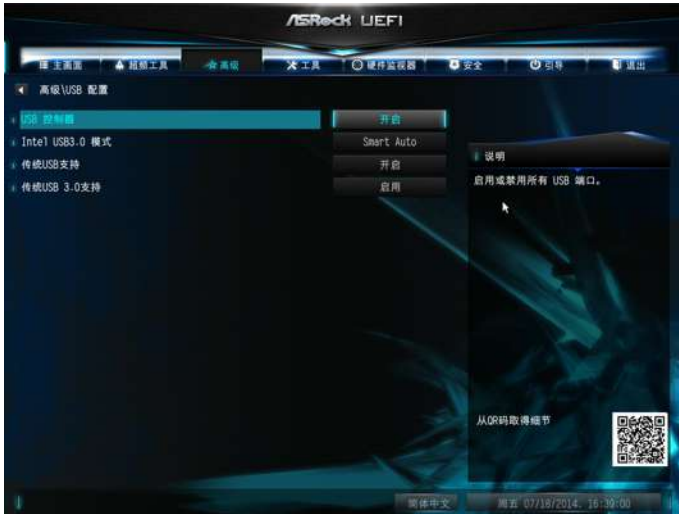 ASRock UEFI
主画面 超频工具 高级 工具 硬件监视器 安全 引导 退出
高级\USB 配置
USB 控制器 开启
Intel USB3.0 模式 Smart Auto
传统USB支持 开启
传统USB 3.0支持 启用
说明
启用或禁用所有 USB 端口。
从QR码取得细节
简体中文 周五 07/18/2014. 16:39:00